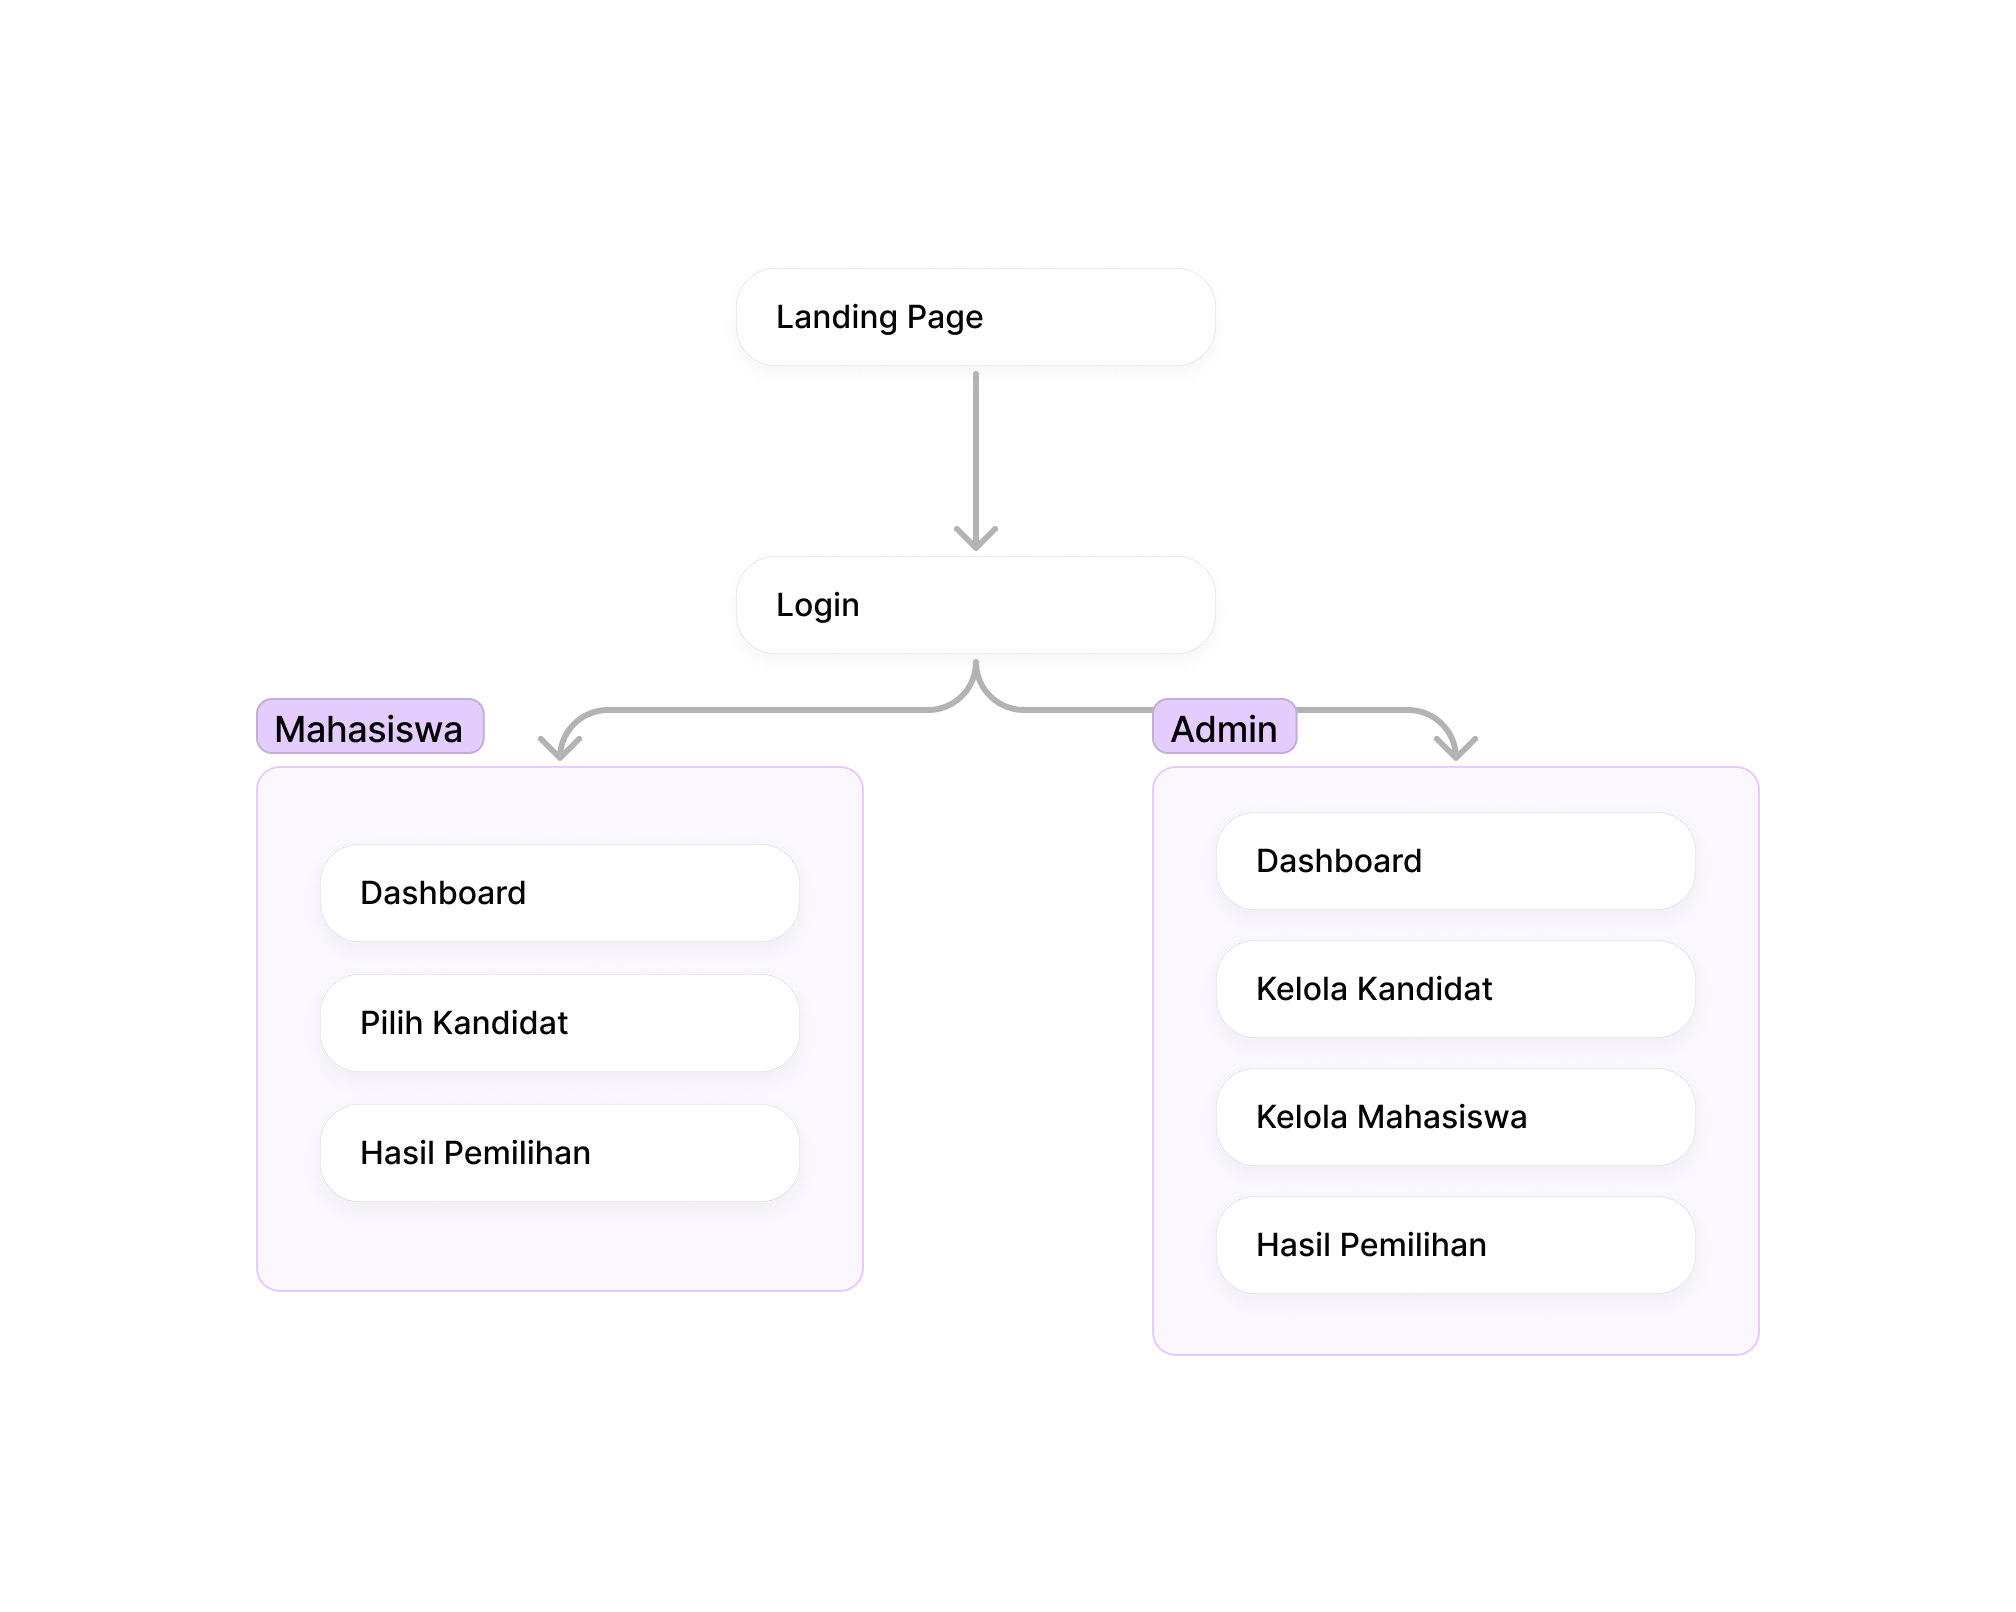 Landing Page
Login
Mahasiswa
Dashboard
Pilih Kandidat
Hasil Pemilihan
Admin
Dashboard
Kelola Kandidat
Kelola Mahasiswa
Hasil Pemilihan